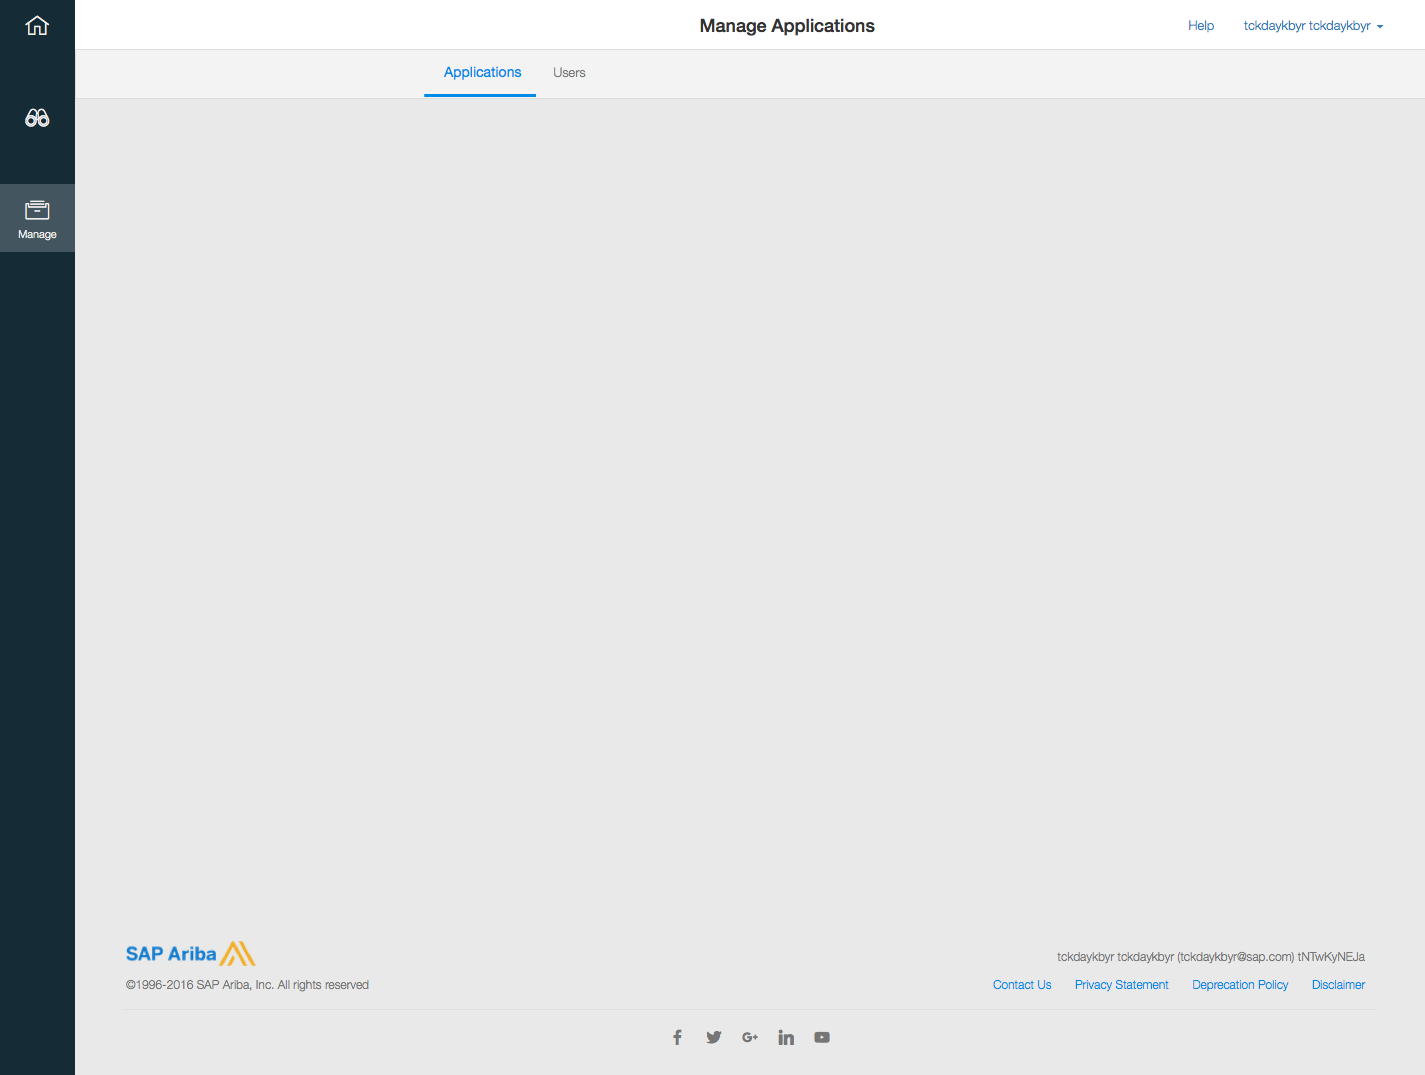 Manage Applications
Help
tckdaykbyr tckdaykbyr
Applications
Users
Manage
SAP Ariba
tckdaykbyr tckdaykbyr (tckdaykbyr@sap.com) tNTwKyNEJa
©1996-2016 SAP Ariba, Inc. All rights reserved
Contact Us
Privacy Statement
Deprecation Policy
Disclaimer